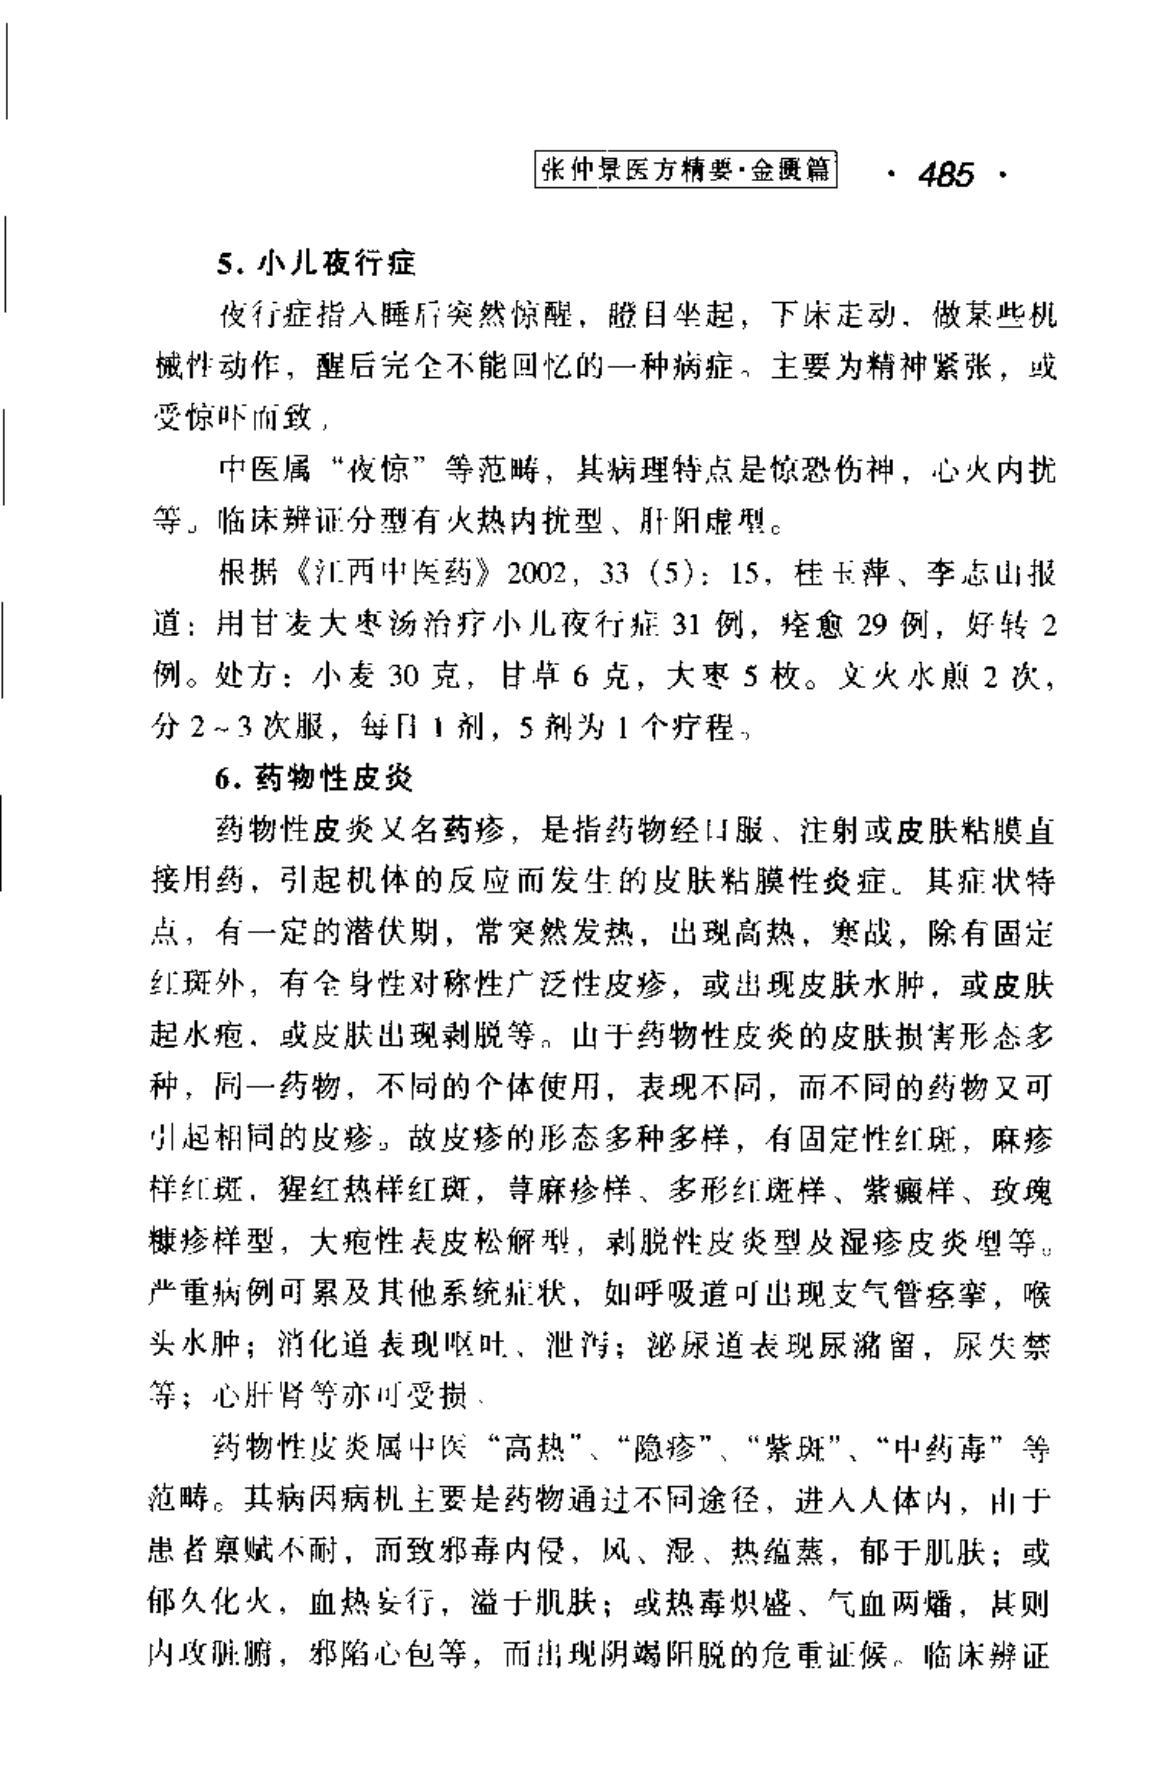 张仲景医方精要·金匮篇 · 485 ·
5. 小儿夜行症
夜行症指入睡后突然惊醒，瞪目坐起，下床走动，做某些机
械性动作，醒后完全不能回忆的一种病症。主要为精神紧张，或
受惊吓而致。
中医属“夜惊”等范畴，其病理特点是惊恐伤神，心火内扰
等。临床辨证分型有火热内扰型、肝阳虚型。
根据《江西中医药》2002，33（5）：15，桂玉萍、李志山报
道：用甘麦大枣汤治疗小儿夜行症 31 例，痊愈 29 例，好转 2
例。处方：小麦 30 克，甘草 6 克，大枣 5 枚。文火水煎 2 次，
分 2～3 次服，每日 1 剂，5 剂为 1 个疗程。
6. 药物性皮炎
药物性皮炎又名药疹，是指药物经口服、注射或皮肤粘膜直
接用药，引起机体的反应而发生的皮肤粘膜性炎症。其症状特
点，有一定的潜伏期，常突然发热，出现高热，寒战，除有固定
红斑外，有全身性对称性广泛性皮疹，或出现皮肤水肿，或皮肤
起水疱，或皮肤出现剥脱等。由于药物性皮炎的皮肤损害形态多
种，同一药物，不同的个体使用，表现不同，而不同的药物又可
引起相同的皮疹。故皮疹的形态多种多样，有固定性红斑，麻疹
样红斑，猩红热样红斑，荨麻疹样、多形红斑样、紫癜样、玫瑰
糠疹样型，大疱性表皮松解型，剥脱性皮炎型及湿疹皮炎型等。
严重病例可累及其他系统症状，如呼吸道可出现支气管痉挛，喉
头水肿；消化道表现呕吐、泄泻；泌尿道表现尿潴留，尿失禁
等；心肝肾等亦可受损。
药物性皮炎属中医“高热”、“隐疹”、“紫斑”、“中药毒”等
范畴。其病因病机主要是药物通过不同途径，进入人体内，由于
患者禀赋不耐，而致邪毒内侵，风、湿、热蕴蒸，郁于肌肤；或
郁久化火，血热妄行，溢于肌肤；或热毒炽盛、气血两燔，甚则
内攻脏腑，邪陷心包等，而出现阴竭阳脱的危重证候。临床辨证